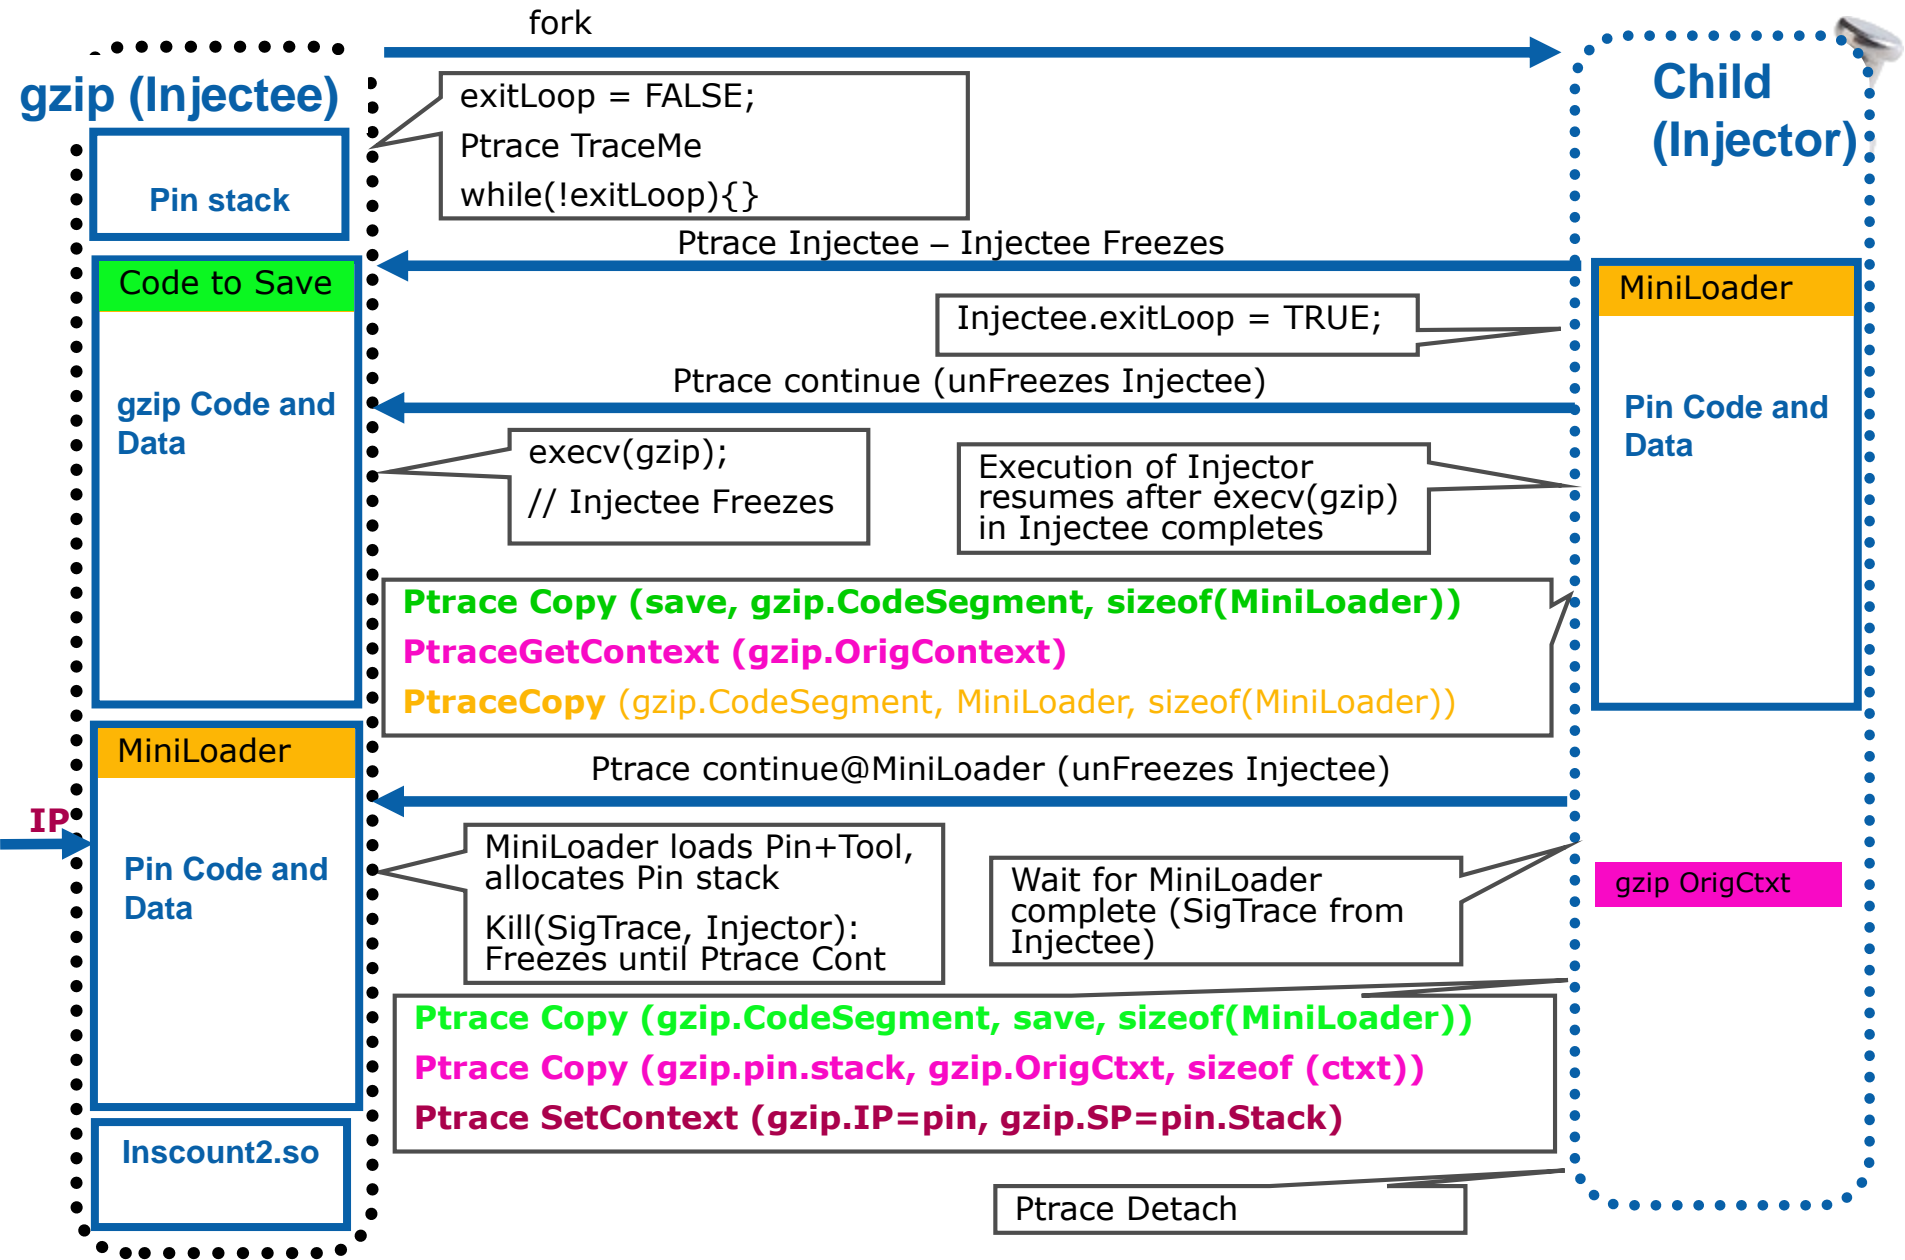 fork
gzip (Injectee)
Child
(Injector)
exitLoop = FALSE;
Ptrace TraceMe
while(!exitLoop){}
Pin stack
Ptrace Injectee – Injectee Freezes
Code to Save
MiniLoader
Injectee.exitLoop = TRUE;
Ptrace continue (unFreezes Injectee)
gzip Code and
Data
Pin Code and
Data
execv(gzip);
// Injectee Freezes
Execution of Injector
resumes after execv(gzip)
in Injectee completes
Ptrace Copy (save, gzip.CodeSegment, sizeof(MiniLoader))
PtraceGetContext (gzip.OrigContext)
PtraceCopy (gzip.CodeSegment, MiniLoader, sizeof(MiniLoader))
MiniLoader
Ptrace continue@MiniLoader (unFreezes Injectee)
IP
Pin Code and
Data
MiniLoader loads Pin+Tool,
allocates Pin stack
Kill(SigTrace, Injector):
Freezes until Ptrace Cont
Wait for MiniLoader
complete (SigTrace from
Injectee)
gzip OrigCtxt
Ptrace Copy (gzip.CodeSegment, save, sizeof(MiniLoader))
Ptrace Copy (gzip.pin.stack, gzip.OrigCtxt, sizeof (ctxt))
Ptrace SetContext (gzip.IP=pin, gzip.SP=pin.Stack)
Inscount2.so
Ptrace Detach